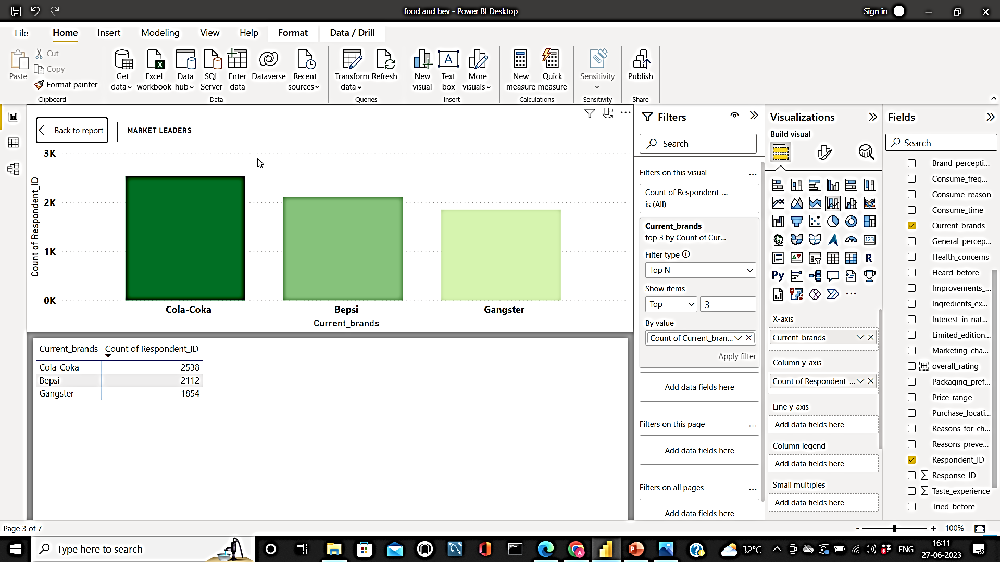 food and bev - Power BI Desktop
Sign in
File Home Insert Modeling View Help Format Data / Drill
Paste
Cut
Copy
Format painter
Clipboard
Get data
Excel workbook
Data hub
SQL Server
Enter data
Dataverse
Recent sources
Data
Transform data
Refresh
Queries
New visual
Text box
More visuals
Insert
New measure
Quick measure
Calculations
Sensitivity
Sensitivity
Publish
Share
Back to report
MARKET LEADERS
3K
2K
1K
0K
Count of Respondent_ID
Cola-Coka Bepsi Gangster
Current_brands
Current_brands Count of Respondent_ID
Cola-Coka 2538
Bepsi 2112
Gangster 1854
Filters
Search
Filters on this visual ...
Count of Respondent_...
is (All)
Current_brands
top 3 by Count of Cur...
Filter type
Top N
Show items
Top 3
By value
Count of Current_bran...
Apply filter
Add data fields here
Filters on this page ...
Add data fields here
Filters on all pages ...
Add data fields here
Visualizations
Build visual
123
R
Py
...
X-axis
Current_brands
Column y-axis
Count of Respondent_...
Line y-axis
Add data fields here
Column legend
Add data fields here
Small multiples
Add data fields here
Fields
Search
Brand_percepti...
Consume_freq...
Consume_reason
Consume_time
Current_brands
General_percep...
Health_concerns
Heard_before
Improvements_...
Ingredients_ex...
Interest_in_nat...
Limited_edition...
Marketing_cha...
overall_rating
Packaging_pref...
Price_range
Purchase_locati...
Reasons_for_ch...
Reasons_preve...
Respondent_ID
Response_ID
Taste_experience
Tried_before
Page 3 of 7
- + 100%
Type here to search
32°C
ENG
16:11
27-06-2023